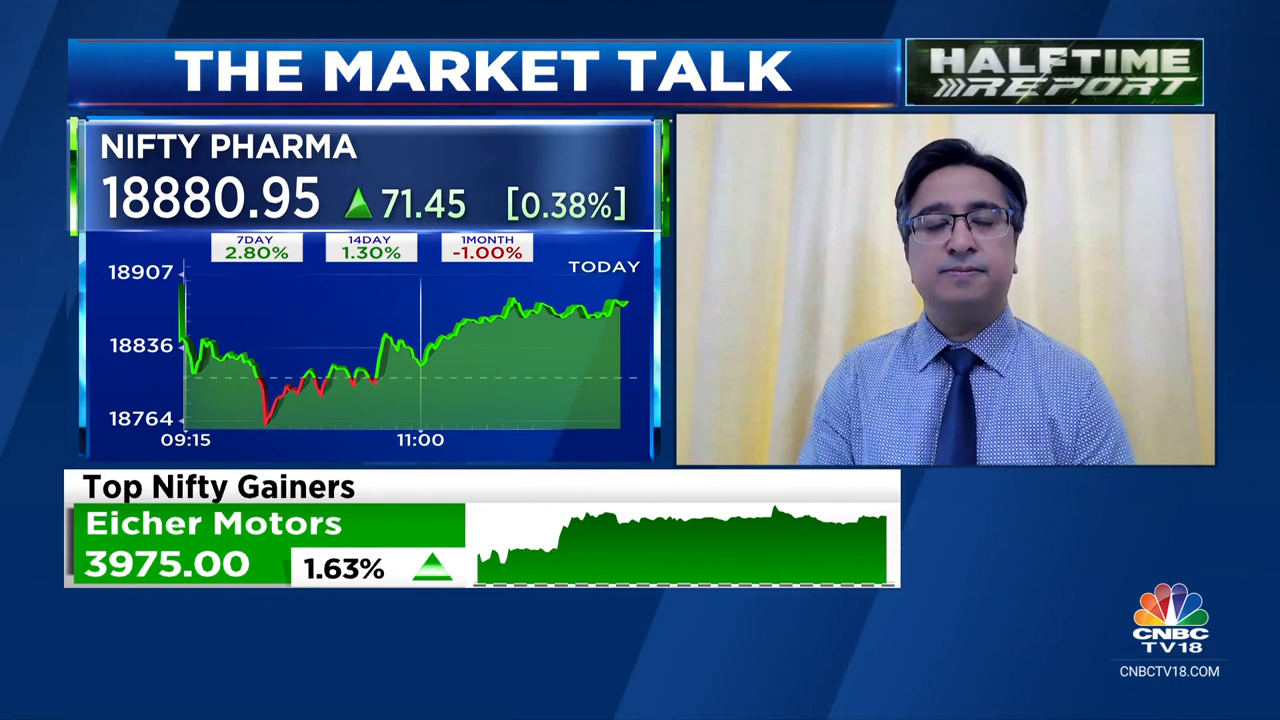 THE MARKET TALK
HALFTIME
REPORT
NIFTY PHARMA
18880.95 71.45 [0.38%]
7DAY 14DAY 1MONTH
2.80% 1.30% -1.00%
TODAY
18907
18836
18764
09:15 11:00
Top Nifty Gainers
Eicher Motors
3975.00 1.63%
CNBC
TV18
CNBCTV18.COM